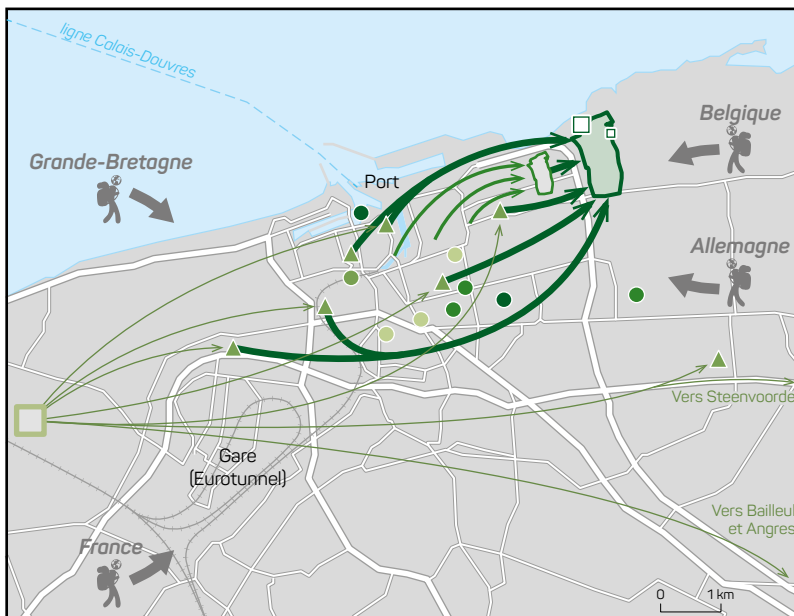 ligne Calais-Douvres
Grande-Bretagne
Belgique
Port
Allemagne
Vers Steenvoorde
Gare
(Eurotunnel)
Vers Bailleul
et Angres
France
0 1 km